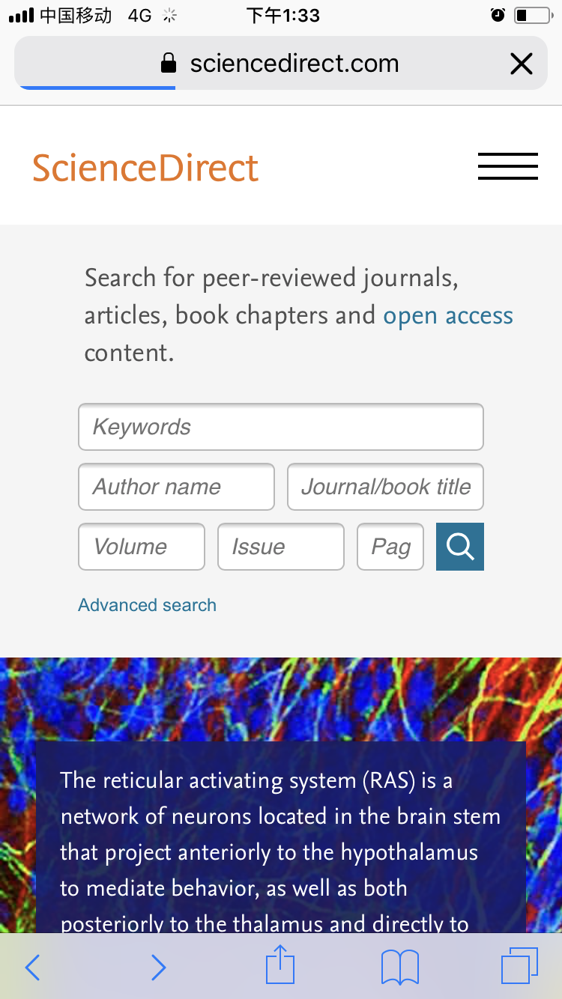 中国移动 4G 下午1:33
sciencedirect.com
ScienceDirect
Search for peer-reviewed journals,
articles, book chapters and open access
content.
Keywords
Author name Journal/book title
Volume Issue Pag
Advanced search
The reticular activating system (RAS) is a
network of neurons located in the brain stem
that project anteriorly to the hypothalamus
to mediate behavior, as well as both
posteriorly to the thalamus and directly to